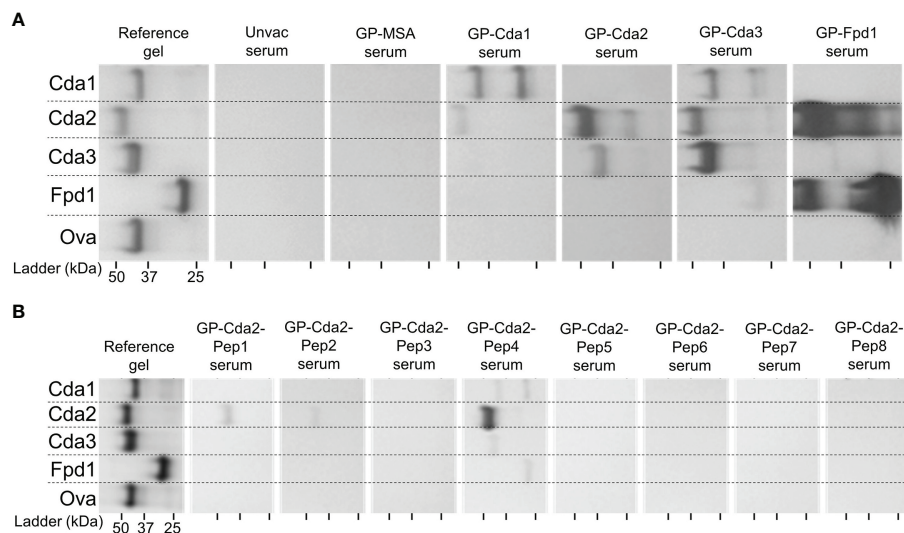 A
Reference gel
Unvac serum
GP-MSA serum
GP-Cda1 serum
GP-Cda2 serum
GP-Cda3 serum
GP-Fpd1 serum
Cda1
Cda2
Cda3
Fpd1
Ova
Ladder (kDa)
50 37 25
B
Reference gel
GP-Cda2-Pep1 serum
GP-Cda2-Pep2 serum
GP-Cda2-Pep3 serum
GP-Cda2-Pep4 serum
GP-Cda2-Pep5 serum
GP-Cda2-Pep6 serum
GP-Cda2-Pep7 serum
GP-Cda2-Pep8 serum
Cda1
Cda2
Cda3
Fpd1
Ova
Ladder (kDa)
50 37 25